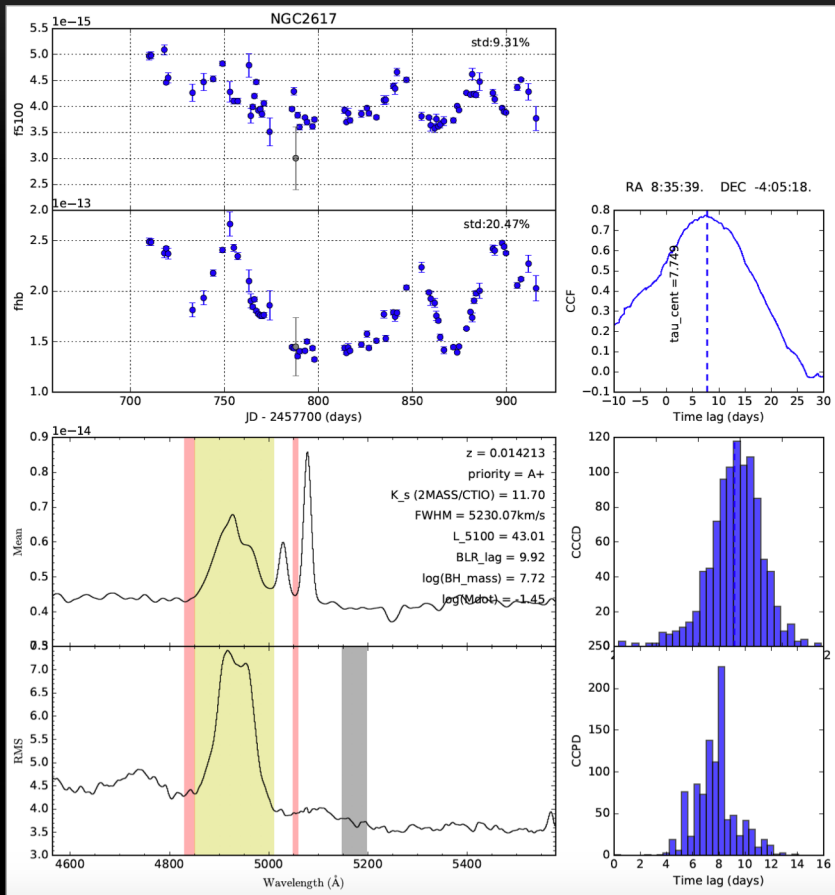 NGC2617
1e−15
5.5
5.0
4.5
4.0
3.5
3.0
2.5
2.0
f5100
std:9.31%
1e−13
2.5
2.0
1.5
1.0
fhb
std:20.47%
700 750 800 850 900
JD - 2457700 (days)
RA 8:35:39. DEC -4:05:18.
0.8
0.7
0.6
0.5
0.4
0.3
0.2
0.1
0.0
−0.1
CCF
tau_cent =7.749
−10 −5 0 5 10 15 20 25 30
Time lag (days)
1e−14
0.9
0.8
0.7
0.6
0.5
0.4
Mean
z = 0.014213
priority = A+
K_s (2MASS/CTIO) = 11.70
FWHM = 5230.07km/s
L_5100 = 43.01
BLR_lag = 9.92
log(BH_mass) = 7.72
log(Mdot) = -1.45
120
100
80
60
40
20
CCCD
7.0
6.5
6.0
5.5
5.0
4.5
4.0
3.5
3.0
RMS
4600 4800 5000 5200 5400
Wavelength (Å)
250
200
150
100
50
0
CCPD
0 2 4 6 8 10 12 14 16
Time lag (days)